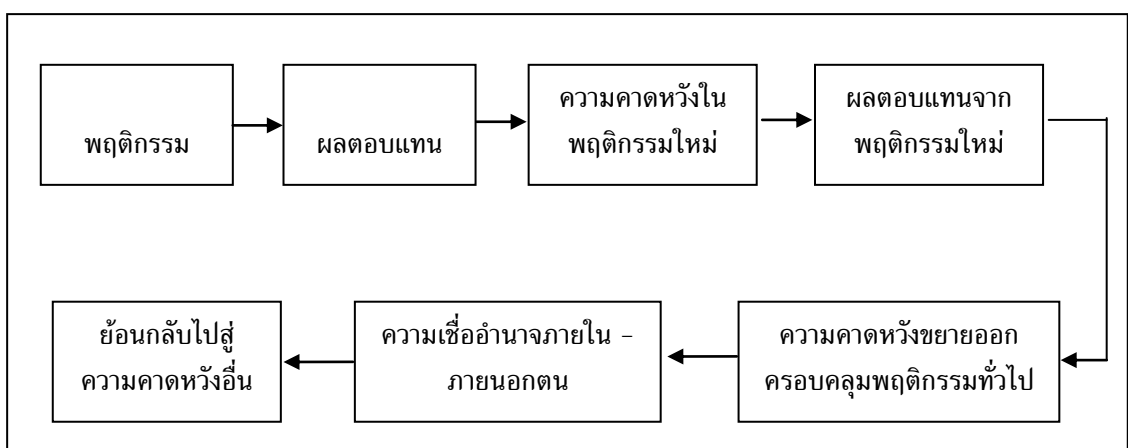 พฤติกรรม
ผลตอบแทน
ความคาดหวังใน
พฤติกรรมใหม่
ผลตอบแทนจาก
พฤติกรรมใหม่
ความคาดหวังขยายออก
ครอบคลุมพฤติกรรมทั่วไป
ความเชื่ออำนาจภายใน –
ภายนอกตน
ย้อนกลับไปสู่
ความคาดหวังอื่น